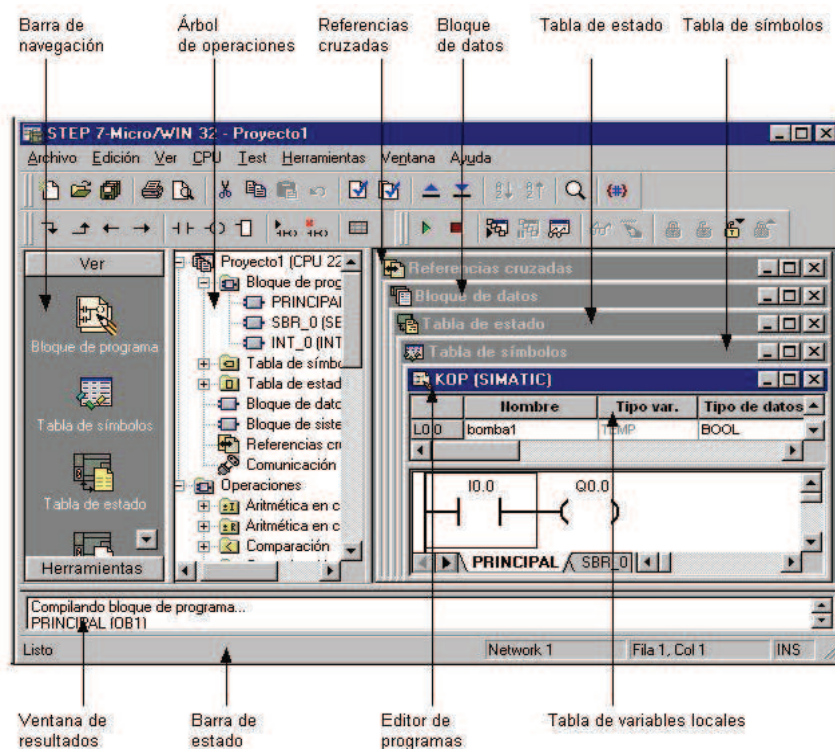 Barra de navegación
Árbol de operaciones
Referencias cruzadas
Bloque de datos
Tabla de estado
Tabla de símbolos
STEP 7-Micro/WIN 32 - Proyecto1
Archivo Edición Ver CPU Test Herramientas Ventana Ayuda
Ver
Bloque de programa
Tabla de símbolos
Tabla de estado
Herramientas
Proyecto1 (CPU 22
Bloque de prog
PRINCIPAL
SBR_0 (SE
INT_0 (INT
Tabla de símbo
Tabla de estad
Bloque de dato
Bloque de siste
Referencias cru
Comunicación
Operaciones
Aritmética en c
Aritmética en c
Comparación
Referencias cruzadas
Bloque de datos
Tabla de estado
Tabla de símbolos
KOP (SIMATIC)
Nombre Tipo var. Tipo de datos
L0.0 bomba1 TEMP BOOL
I0.0 Q0.0
PRINCIPAL SBR_0
Compilando bloque de programa...
PRINCIPAL (OB1)
Listo Network 1 Fila 1, Col 1 INS
Ventana de resultados
Barra de estado
Editor de programas
Tabla de variables locales